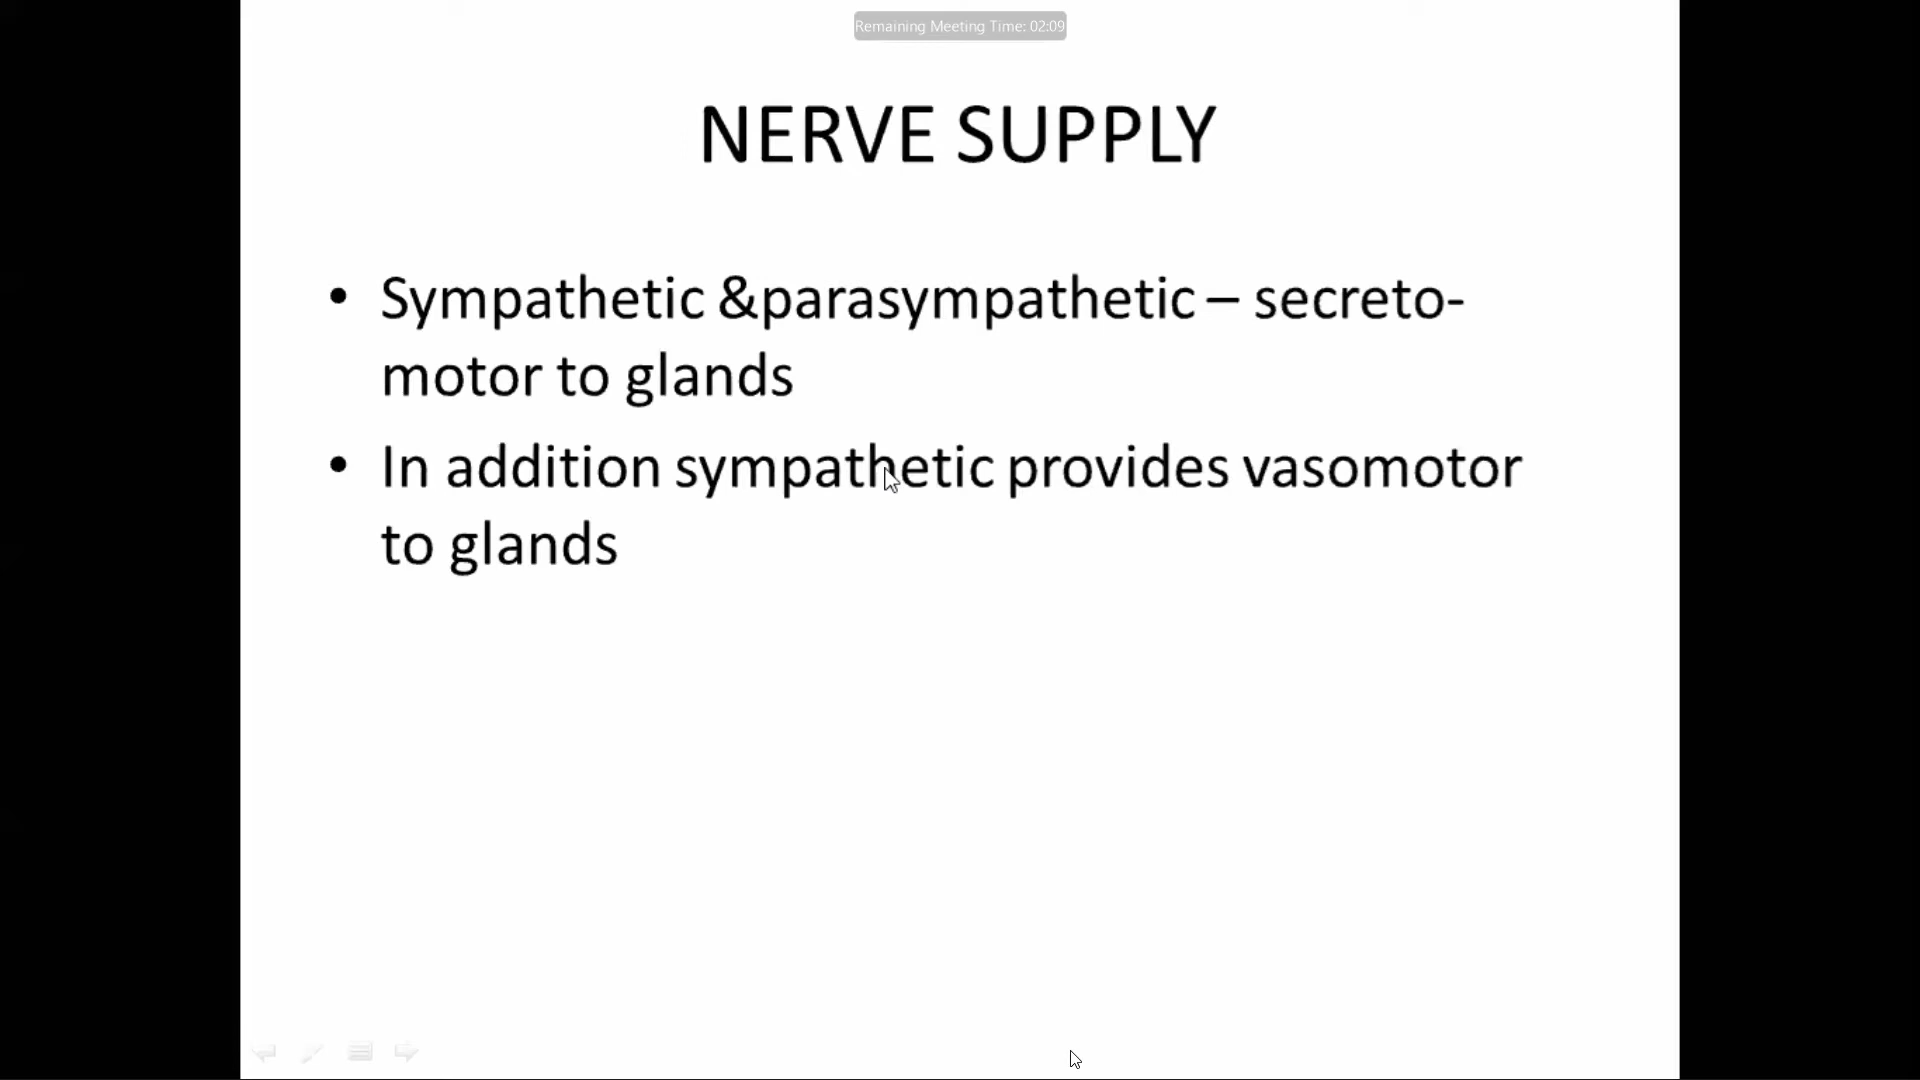 Remaining Meeting Time: 02:09
NERVE SUPPLY
• Sympathetic &parasympathetic – secreto-
motor to glands
• In addition sympathetic provides vasomotor
to glands